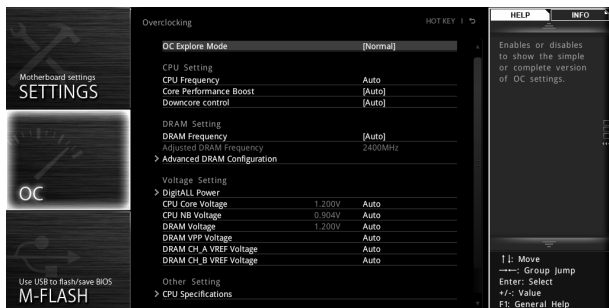 Overclocking
HOT KEY |
HELP
INFO
Motherboard settings
SETTINGS
OC
Use USB to flash/save BIOS
M-FLASH
OC Explore Mode [Normal]
CPU Setting
CPU Frequency Auto
Core Performance Boost [Auto]
Downcore control [Auto]
DRAM Setting
DRAM Frequency [Auto]
Adjusted DRAM Frequency 2400MHz
> Advanced DRAM Configuration
Voltage Setting
> DigitALL Power
CPU Core Voltage 1.200V Auto
CPU NB Voltage 0.904V Auto
DRAM Voltage 1.200V Auto
DRAM VPP Voltage Auto
DRAM CH_A VREF Voltage Auto
DRAM CH_B VREF Voltage Auto
Other Setting
> CPU Specifications
Enables or disables
to show the simple
or complete version
of OC settings.
↑↓: Move
→←: Group Jump
Enter: Select
+/-: Value
F1: General Help